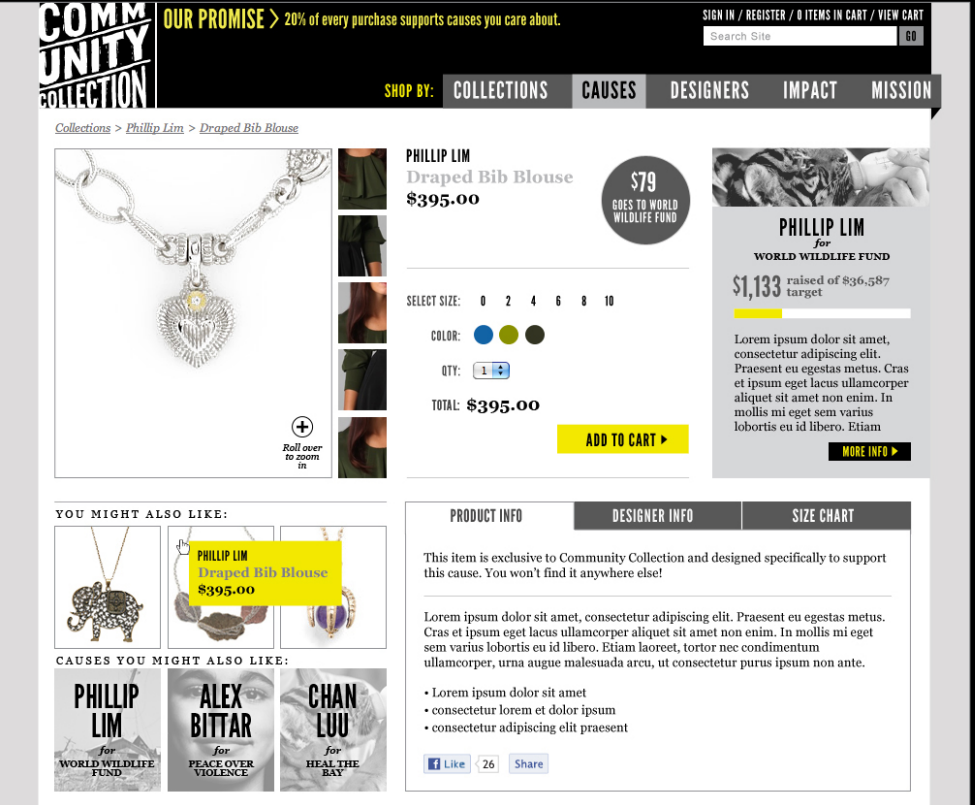 COMM
UNITY
COLLECTION
OUR PROMISE > 20% of every purchase supports causes you care about.
SIGN IN / REGISTER / 0 ITEMS IN CART / VIEW CART
Search Site
GO
SHOP BY:
COLLECTIONS
CAUSES
DESIGNERS
IMPACT
MISSION
Collections > Phillip Lim > Draped Bib Blouse
Roll over
to zoom
in
PHILLIP LIM
Draped Bib Blouse
$395.00
$79
GOES TO WORLD
WILDLIFE FUND
SELECT SIZE: 0 2 4 6 8 10
COLOR:
QTY: 1
TOTAL: $395.00
ADD TO CART
PHILLIP LIM
for
WORLD WILDLIFE FUND
$1,133 raised of $36,587
target
Lorem ipsum dolor sit amet,
consectetur adipiscing elit.
Praesent eu egestas metus. Cras
et ipsum eget lacus ullamcorper
aliquet sit amet non enim. In
mollis mi eget sem varius
lobortis eu id libero. Etiam
MORE INFO
YOU MIGHT ALSO LIKE:
PHILLIP LIM
Draped Bib Blouse
$395.00
CAUSES YOU MIGHT ALSO LIKE:
PHILLIP
LIM
for
WORLD WILDLIFE
FUND
ALEX
BITTAR
for
PEACE OVER
VIOLENCE
CHAN
LUU
for
HEAL THE
BAY
PRODUCT INFO
DESIGNER INFO
SIZE CHART
This item is exclusive to Community Collection and designed specifically to support
this cause. You won't find it anywhere else!
Lorem ipsum dolor sit amet, consectetur adipiscing elit. Praesent eu egestas metus.
Cras et ipsum eget lacus ullamcorper aliquet sit amet non enim. In mollis mi eget
sem varius lobortis eu id libero. Etiam laoreet, tortor nec condimentum
ullamcorper, urna augue malesuada arcu, ut consectetur purus ipsum non ante.
• Lorem ipsum dolor sit amet
• consectetur lorem et dolor ipsum
• consectetur adipiscing elit praesent
f Like 26 Share